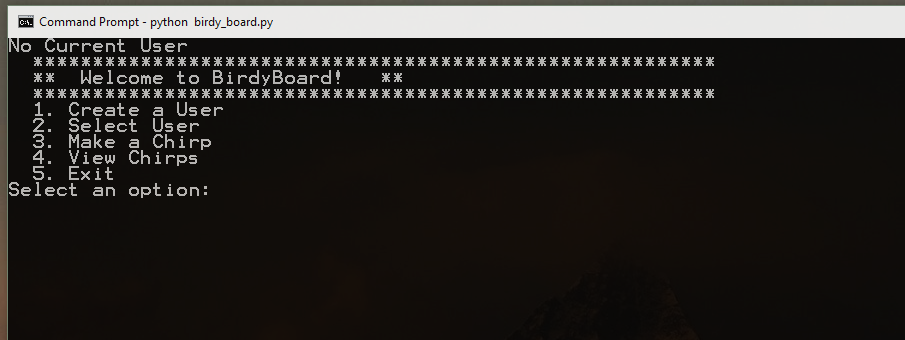 Command Prompt - python birdy_board.py
No Current User
*********************************************************
** Welcome to BirdyBoard! **
*********************************************************
1. Create a User
2. Select User
3. Make a Chirp
4. View Chirps
5. Exit
Select an option: